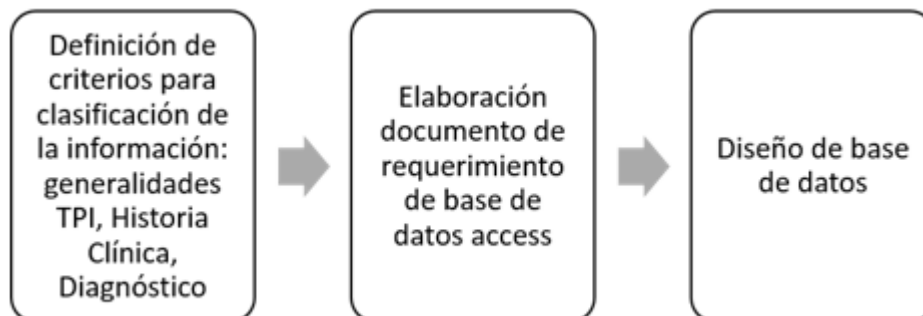 Definición de
criterios para
clasificación de
la información:
generalidades
TPI, Historia
Clínica,
Diagnóstico
Elaboración
documento de
requerimiento
de base de
datos access
Diseño de base
de datos